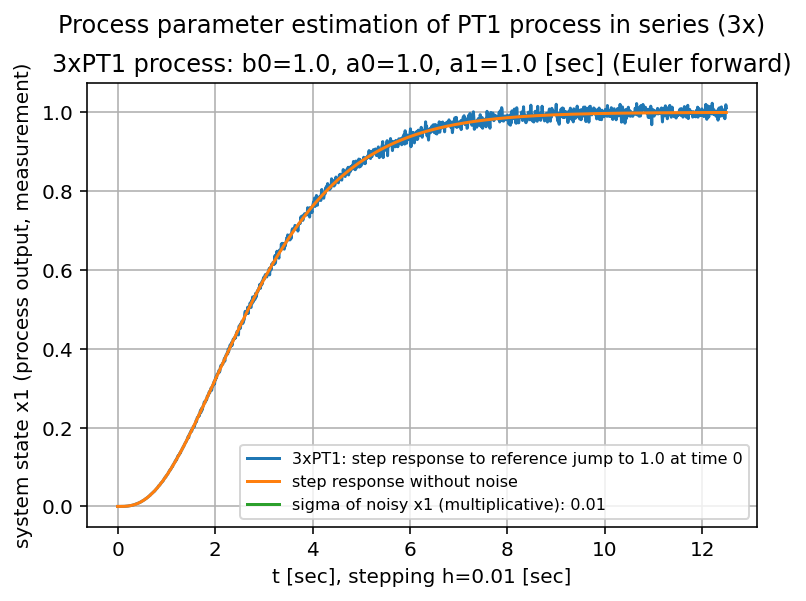 Process parameter estimation of PT1 process in series (3x)
3xPT1 process: b0=1.0, a0=1.0, a1=1.0 [sec] (Euler forward)
system state x1 (process output, measurement)
1.0
0.8
0.6
0.4
0.2
0.0
3xPT1: step response to reference jump to 1.0 at time 0
step response without noise
sigma of noisy x1 (multiplicative): 0.01
0 2 4 6 8 10 12
t [sec], stepping h=0.01 [sec]